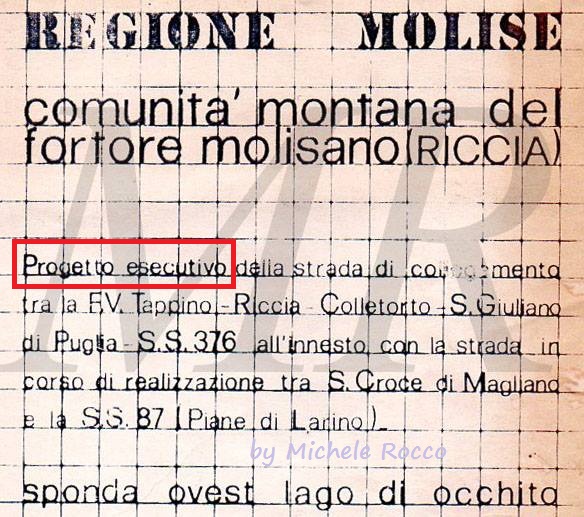 REGIONE MOLISE
comunita' montana del
fortore molisano (RICCIA)
Progetto esecutivo della strada di collegamento
tra la F.V. Tappino - Riccia Colletorto - S. Giuliano
di Puglia - S.S. 376 all'innesto con la strada in
corso di realizzazione tra S. Croce di Magliano
e la S.S. 87 (Piane di Larino)_
by Michele Rocco
sponda ovest lago di occhito
MR